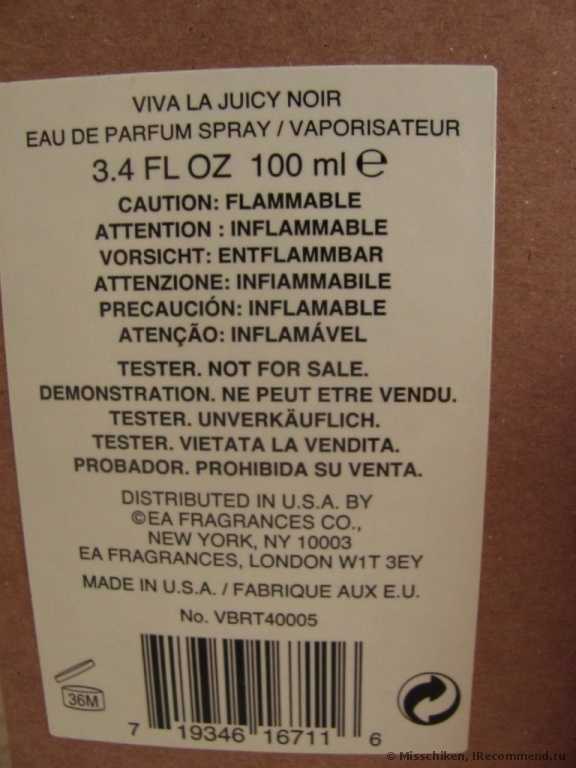 VIVA LA JUICY NOIR
EAU DE PARFUM SPRAY / VAPORISATEUR
3.4 FL OZ 100 ml ℮
CAUTION: FLAMMABLE
ATTENTION : INFLAMMABLE
VORSICHT: ENTFLAMMBAR
ATTENZIONE: INFIAMMABILE
PRECAUCIÓN: INFLAMABLE
ATENÇÃO: INFLAMÁVEL
TESTER. NOT FOR SALE.
DEMONSTRATION. NE PEUT ETRE VENDU.
TESTER. UNVERKÄUFLICH.
TESTER. VIETATA LA VENDITA.
PROBADOR. PROHIBIDA SU VENTA.
DISTRIBUTED IN U.S.A. BY
©EA FRAGRANCES CO.,
NEW YORK, NY 10003
EA FRAGRANCES, LONDON W1T 3EY
MADE IN U.S.A. / FABRIQUE AUX E.U.
No. VBRT40005
36M
7 19346 16711 6
© Misschiken, IRecommend.ru